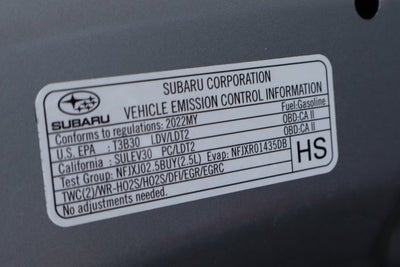 SUBARU
SUBARU CORPORATION
VEHICLE EMISSION CONTROL INFORMATION
Conforms to regulations: 2022MY Fuel:Gasoline
U.S. EPA : T3B30 LDV/LDT2 OBD:CA II
California : SULEV30 PC/LDT2 OBD:CA II
Test Group: NFJXJ02.5BUY(2.5L) Evap: NFJXR01435DB
TWC(2)/WR-HO2S/HO2S/DFI/EGR/EGRC
No adjustments needed.
HS